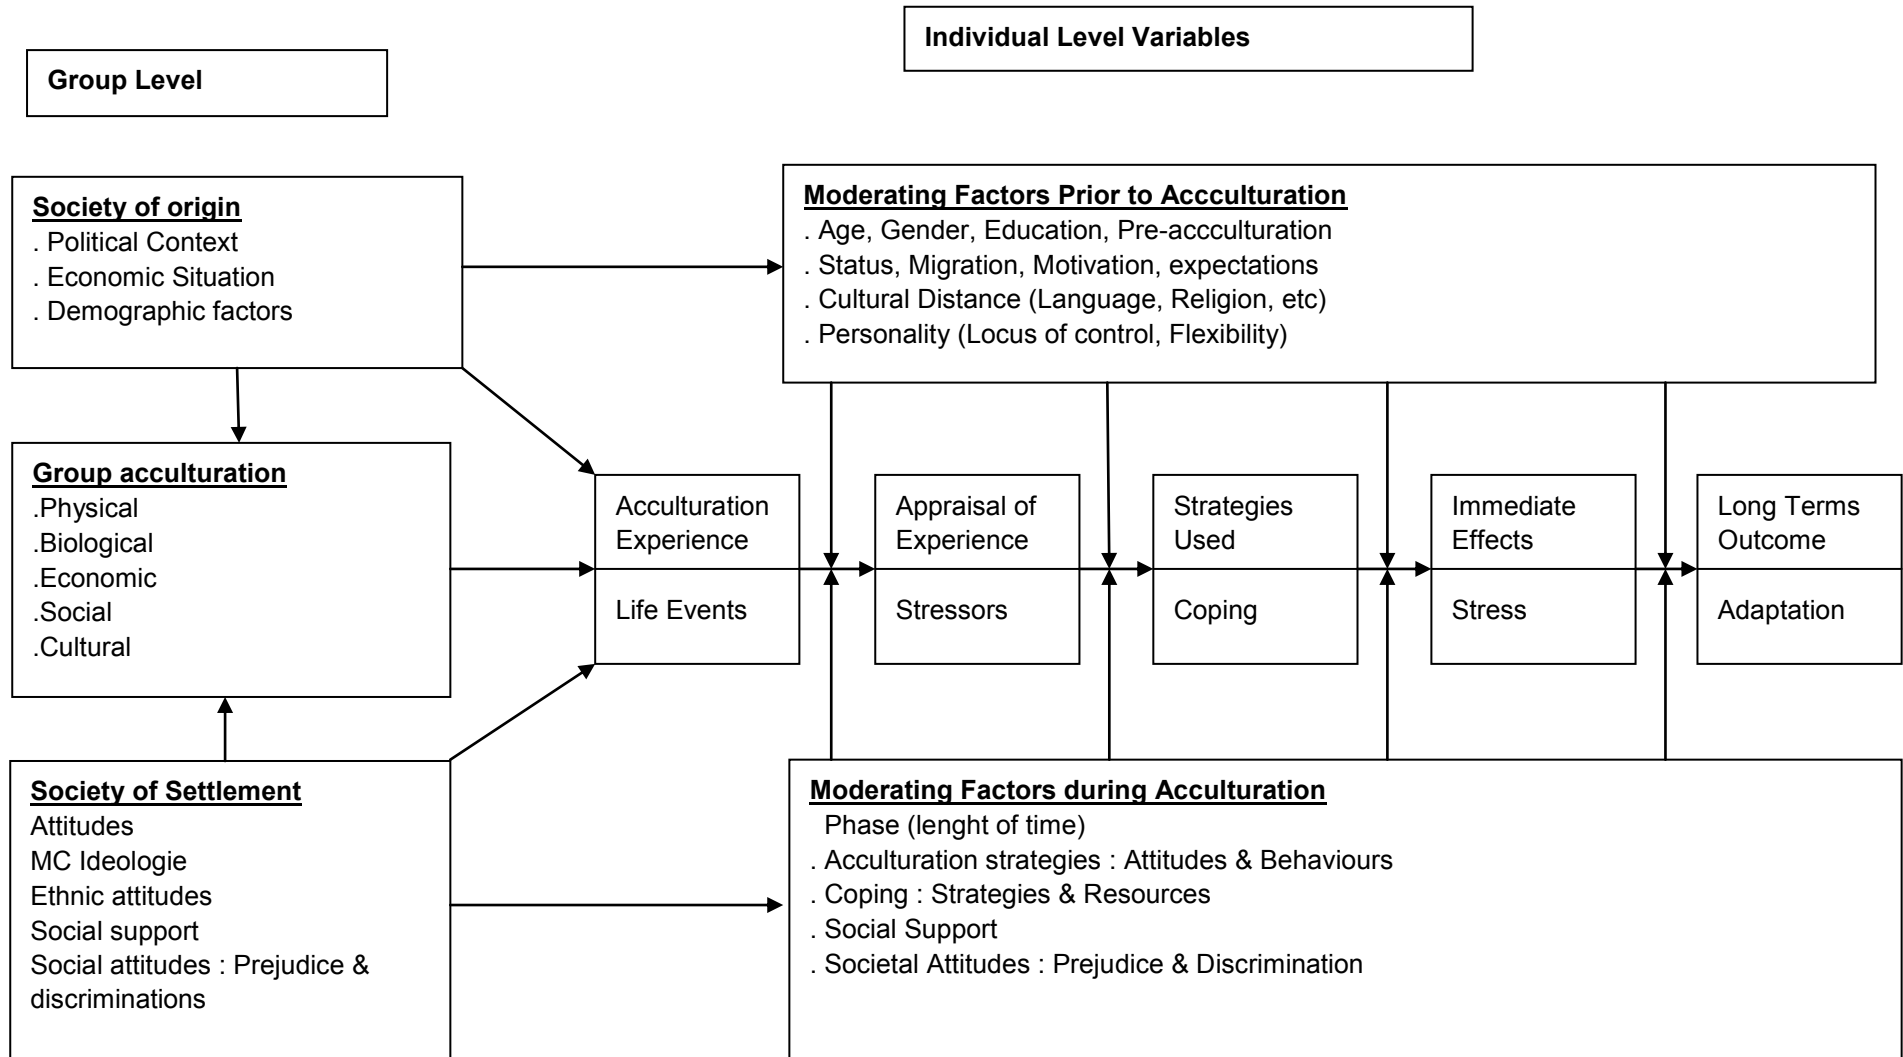 Individual Level Variables
Group Level
Society of origin
. Political Context
. Economic Situation
. Demographic factors
Moderating Factors Prior to Accculturation
. Age, Gender, Education, Pre-accculturation
. Status, Migration, Motivation, expectations
. Cultural Distance (Language, Religion, etc)
. Personality (Locus of control, Flexibility)
Group acculturation
.Physical
.Biological
.Economic
.Social
.Cultural
Acculturation
Experience
Life Events
Appraisal of
Experience
Stressors
Strategies
Used
Coping
Immediate
Effects
Stress
Long Terms
Outcome
Adaptation
Society of Settlement
Attitudes
MC Ideologie
Ethnic attitudes
Social support
Social attitudes : Prejudice &
discriminations
Moderating Factors during Acculturation
Phase (lenght of time)
. Acculturation strategies : Attitudes & Behaviours
. Coping : Strategies & Resources
. Social Support
. Societal Attitudes : Prejudice & Discrimination